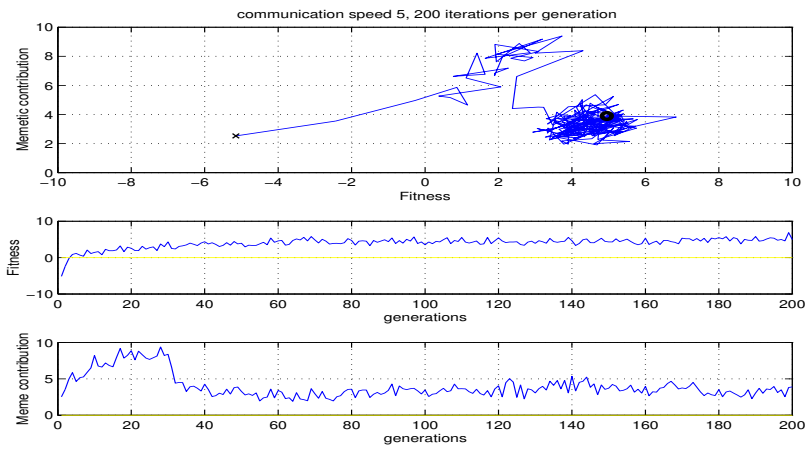 communication speed 5, 200 iterations per generation
Memetic contribution
10
8
6
4
2
0
−10 −8 −6 −4 −2 0 2 4 6 8 10
Fitness
Fitness
10
0
−10
0 20 40 60 80 100 120 140 160 180 200
generations
Meme contribution
10
5
0
0 20 40 60 80 100 120 140 160 180 200
generations